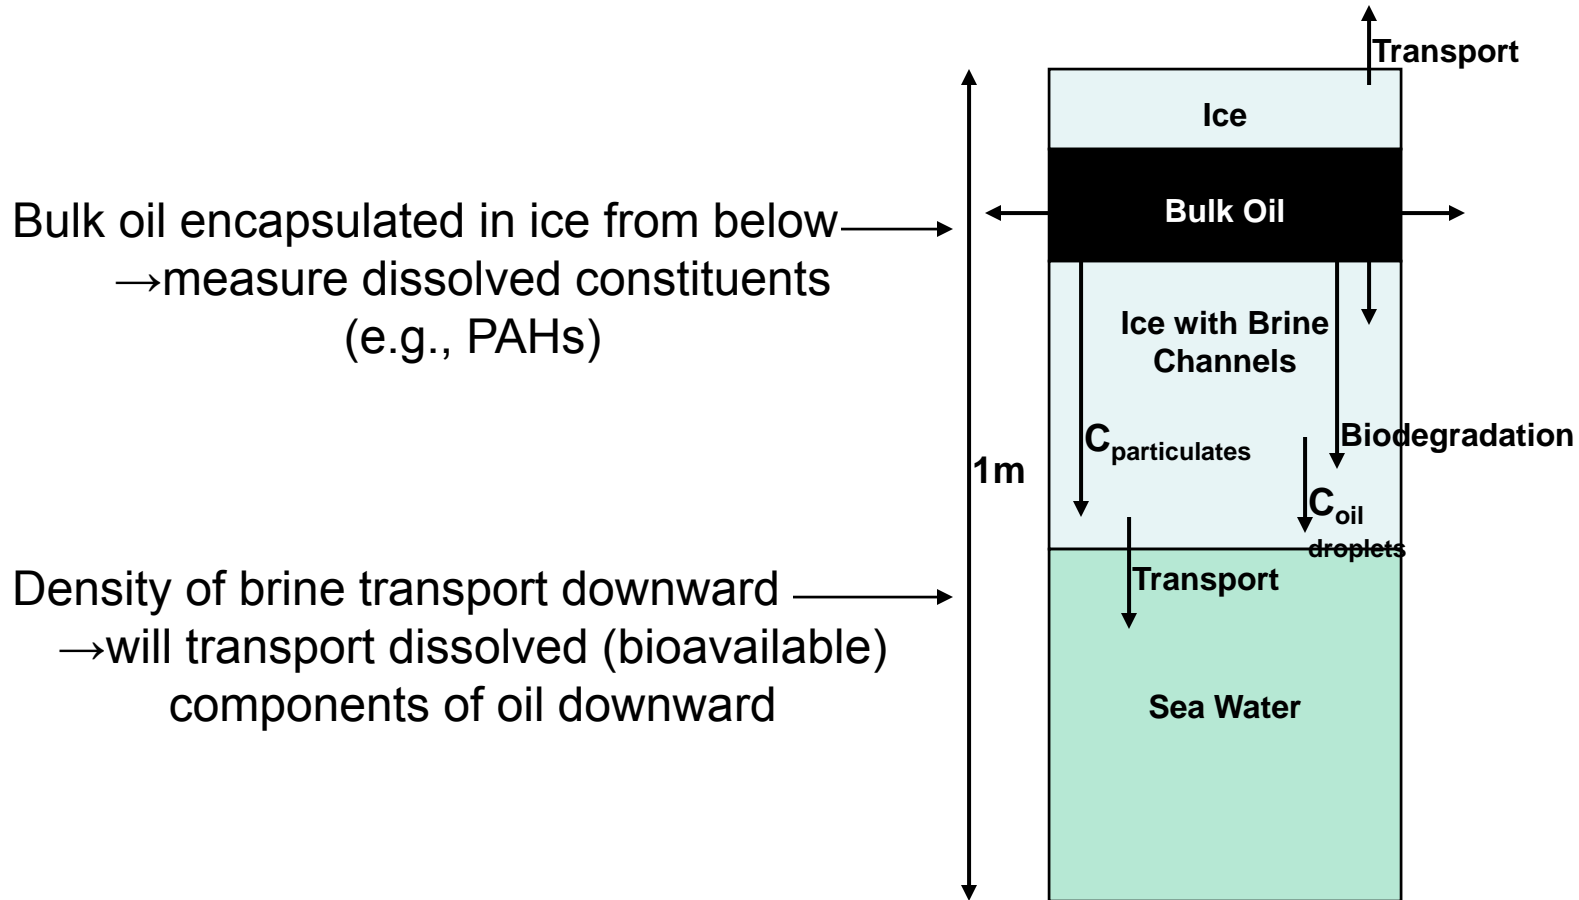 Transport
Ice
Bulk oil encapsulated in ice from below
→measure dissolved constituents
(e.g., PAHs)
Bulk Oil
Ice with Brine
Channels
C particulates
Biodegradation
1m
C oil
droplets
Density of brine transport downward
→will transport dissolved (bioavailable)
components of oil downward
Transport
Sea Water